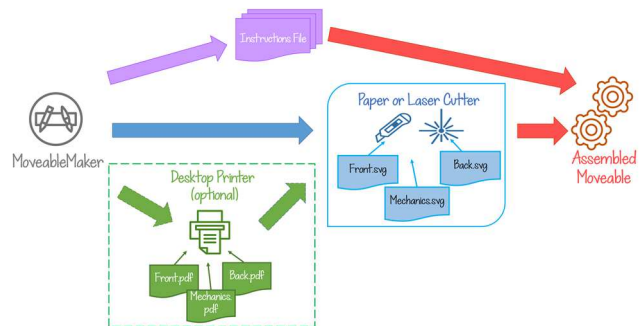 Instructions File
Paper or Laser Cutter
Front.svg
Back.svg
Mechanics.svg
MoveableMaker
Assembled
Moveable
Desktop Printer
(optional)
Front.pdf
Back.pdf
Mechanics.
pdf